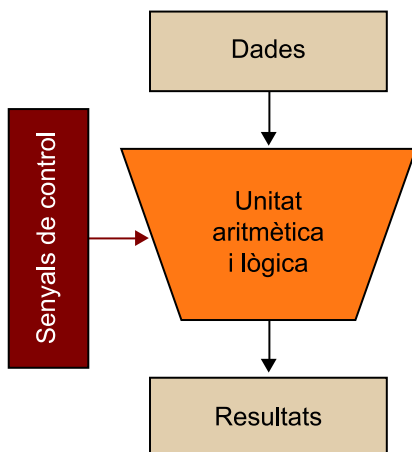 Dades
Senyals de control
Unitat
aritmètica
i lògica
Resultats